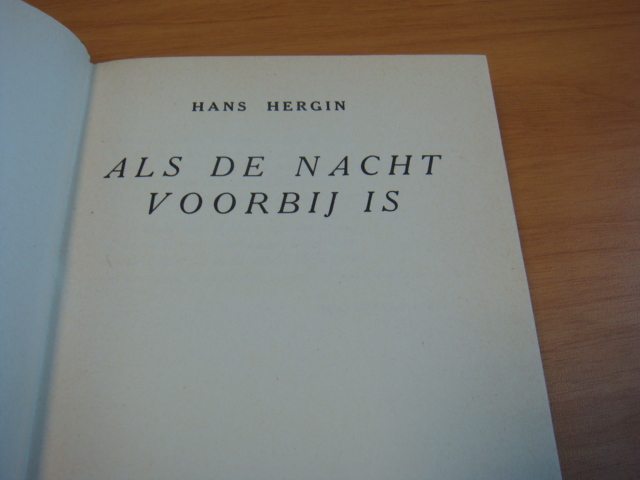 HANS HERGIN
ALS DE NACHT
VOORBIJ IS